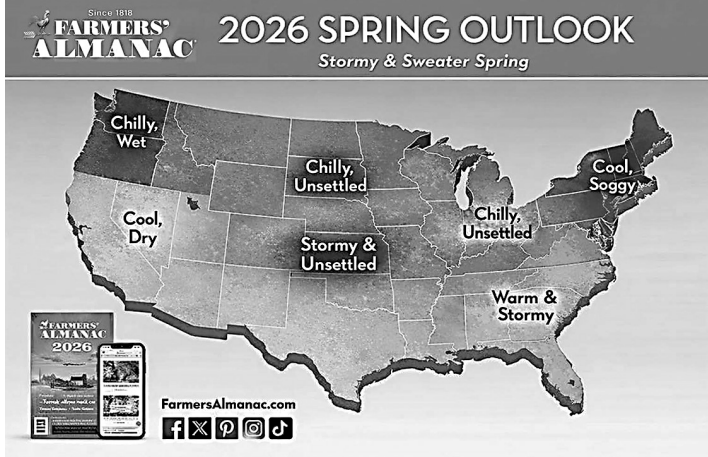 Since 1818
FARMERS'
ALMANAC
2026 SPRING OUTLOOK
Stormy & Sweater Spring
Chilly,
Wet
Chilly,
Unsettled
Cool,
Soggy
Cool,
Dry
Chilly,
Unsettled
Stormy &
Unsettled
Warm &
Stormy
FARMERS'
ALMANAC
2026
FarmersAlmanac.com